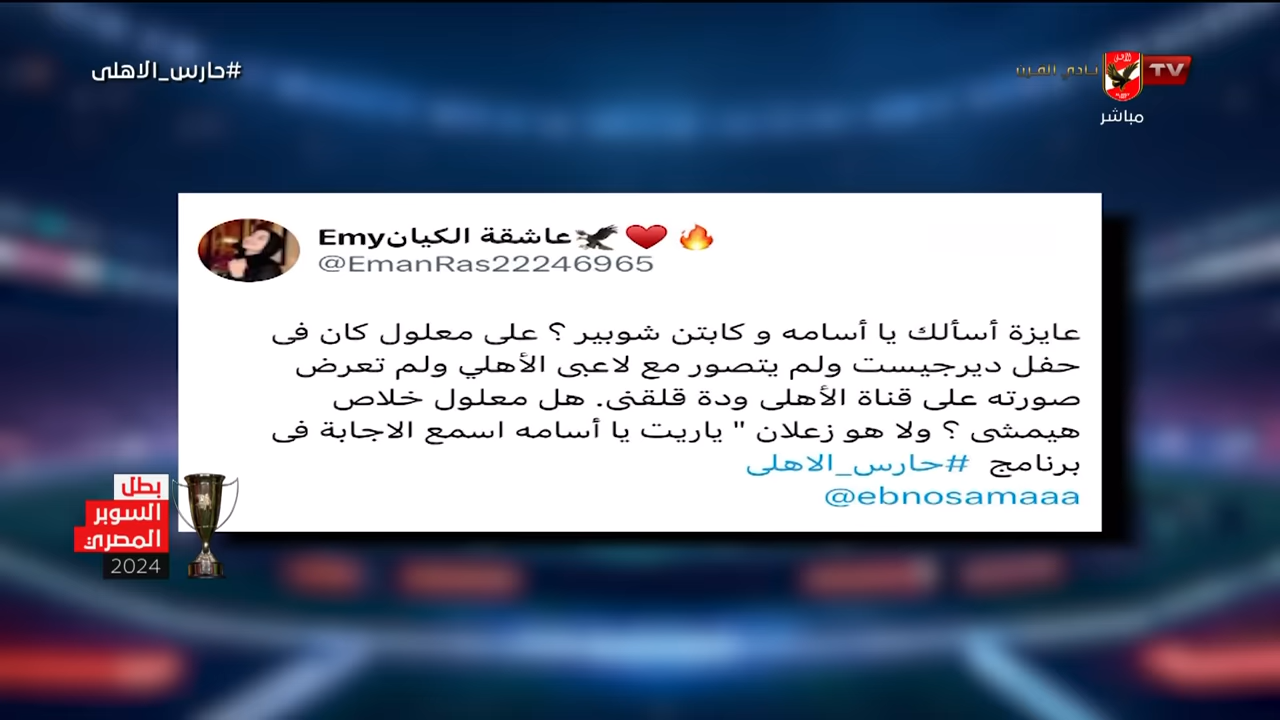 #حارس_الاهلى
نادي القرن TV
مباشر
Emyعاشقة الكيان🦅❤️🔥
@EmanRas22246965
عايزة أسألك يا أسامه و كابتن شوبير ؟ على معلول كان فى
حفل ديرجيست ولم يتصور مع لاعبى الأهلي ولم تعرض
صورته على قناة الأهلى ودة قلقنى. هل معلول خلاص
هيمشى ؟ ولا هو زعلان " ياريت يا أسامه اسمع الاجابة فى
برنامج #حارس_الاهلى
@ebnosamaaa
بطل
السوبر
المصري
2024